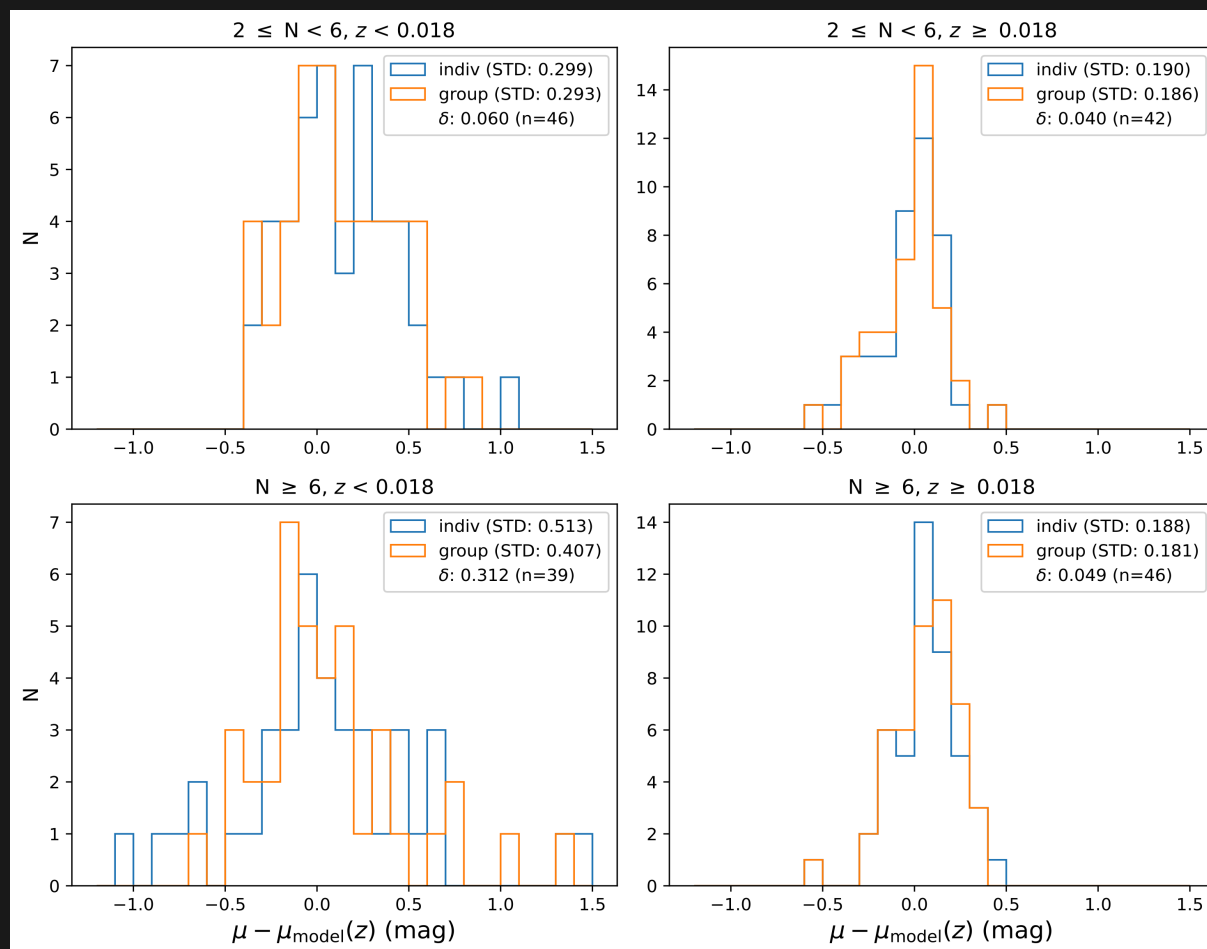 2 ≤ N < 6, z < 0.018
indiv (STD: 0.299)
group (STD: 0.293)
δ: 0.060 (n=46)
7
6
5
4
3
2
1
0
N
−1.0 −0.5 0.0 0.5 1.0 1.5
2 ≤ N < 6, z ≥ 0.018
indiv (STD: 0.190)
group (STD: 0.186)
δ: 0.040 (n=42)
14
12
10
8
6
4
2
0
−1.0 −0.5 0.0 0.5 1.0 1.5
N ≥ 6, z < 0.018
indiv (STD: 0.513)
group (STD: 0.407)
δ: 0.312 (n=39)
7
6
5
4
3
2
1
0
N
−1.0 −0.5 0.0 0.5 1.0 1.5
μ − μmodel(z) (mag)
N ≥ 6, z ≥ 0.018
indiv (STD: 0.188)
group (STD: 0.181)
δ: 0.049 (n=46)
14
12
10
8
6
4
2
0
−1.0 −0.5 0.0 0.5 1.0 1.5
μ − μmodel(z) (mag)